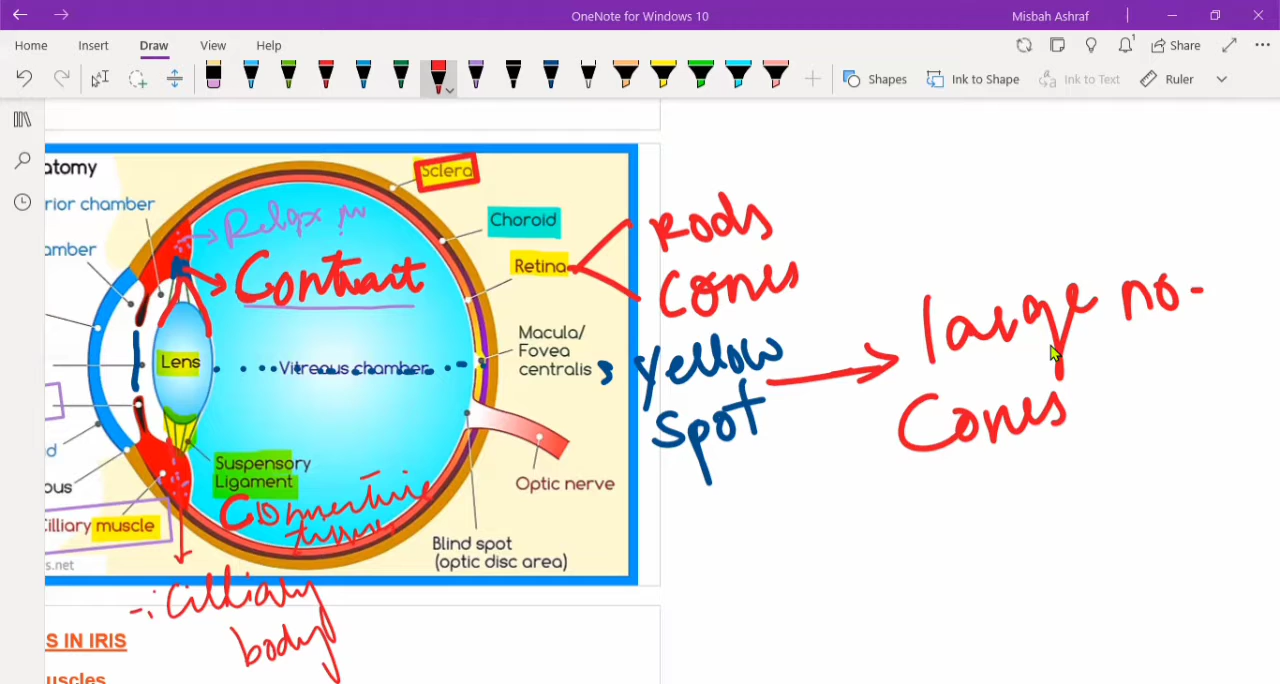 OneNote for Windows 10
Misbah Ashraf
Home Insert Draw View Help
Share
Shapes
Ink to Shape
Ink to Text
Ruler
atomy
rior chamber
amber
Sclera
Choroid
Retina
Rods
Cones
Relax
Contract
Lens
Vitreous chamber
Macula/
Fovea
centralis
Yellow
Spot
large no.
Cones
Suspensory
Ligament
Connective
tissue
Optic nerve
ous
Cilliary muscle
Blind spot
(optic disc area)
s.net
Cilliary
body
S IN IRIS
uscles